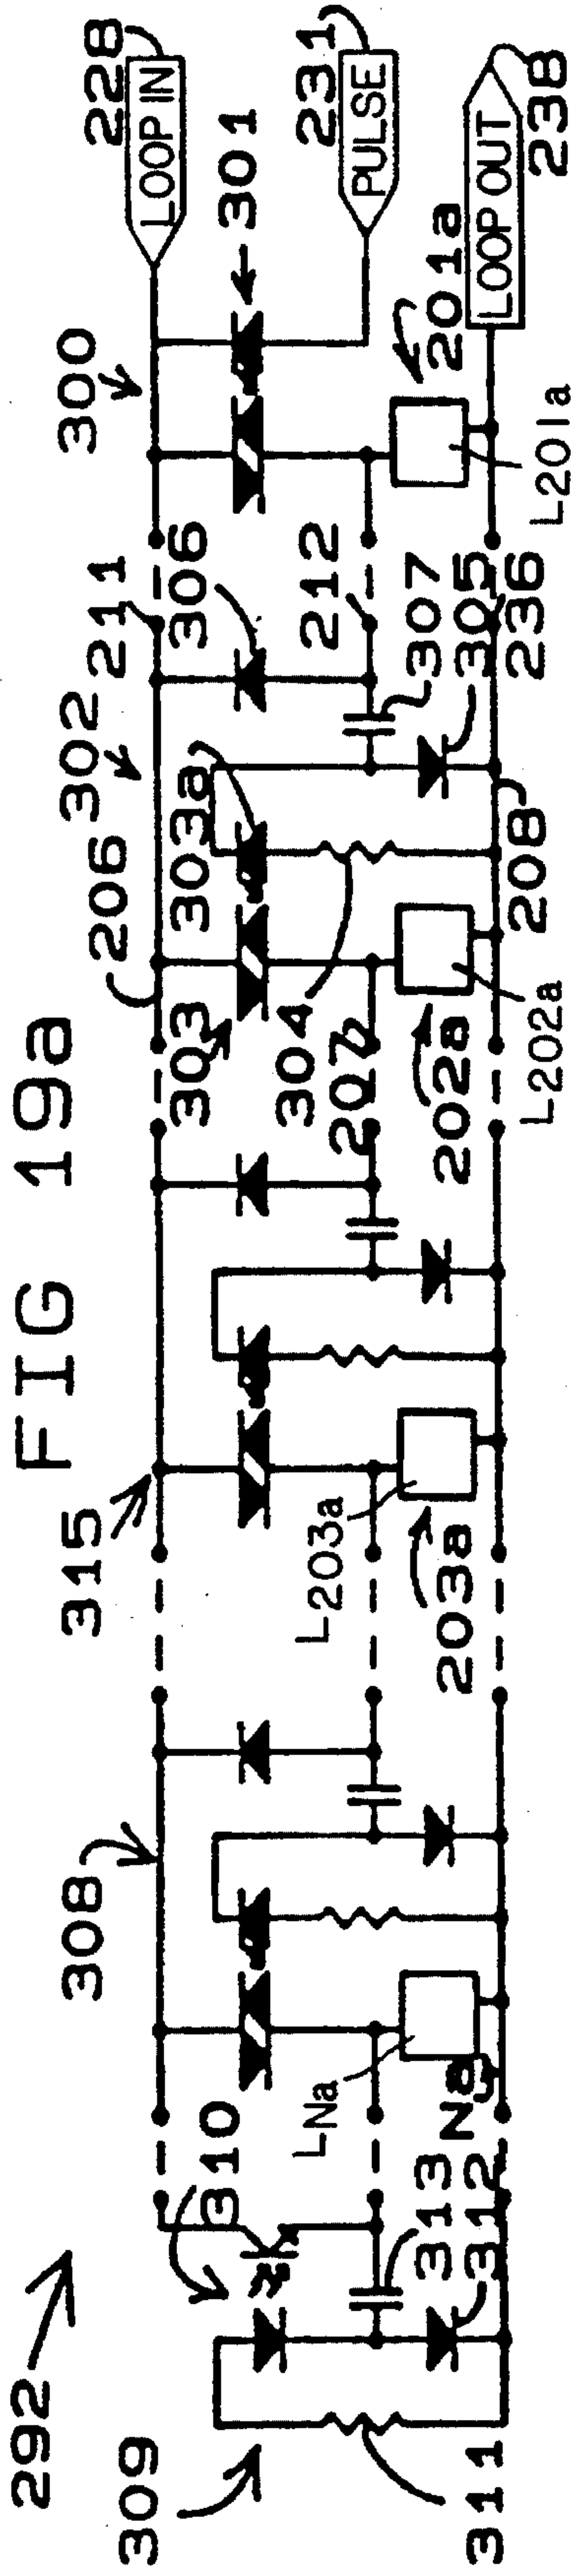 FIG 19a
292
309
310
311
312
313
308
L Na
Na
315
L203a
203a
206
302
211
300
228
LOOP IN
303
303a
306
301
304
207
212
307
305
231
PULSE
202a
L202a
208
236
201a
L201a
LOOP OUT
238